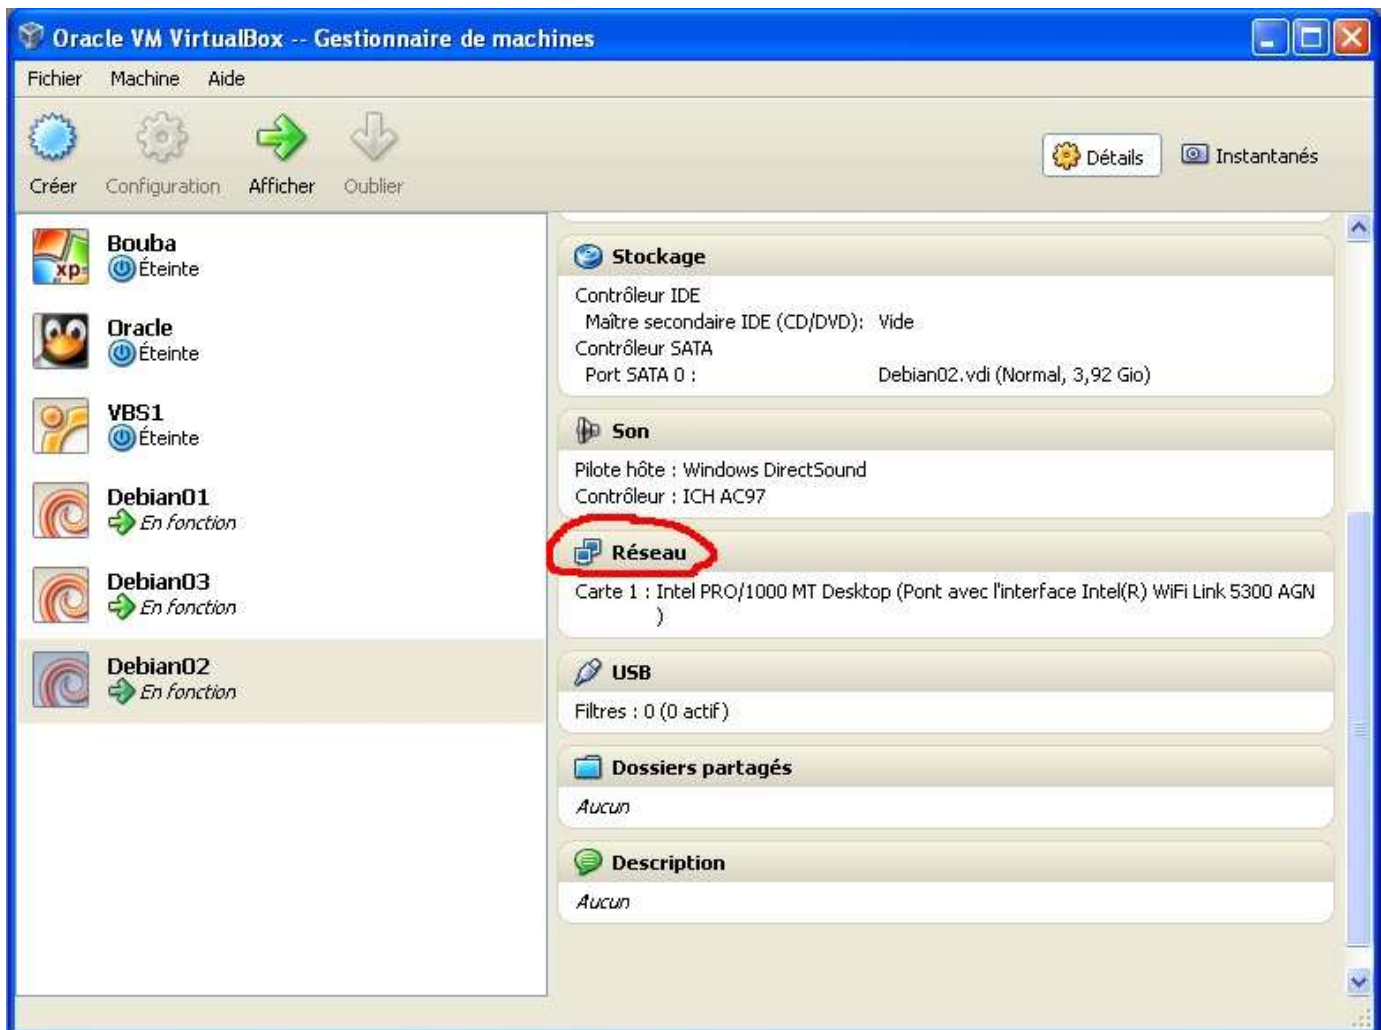 Oracle VM VirtualBox -- Gestionnaire de machines
Fichier Machine Aide
Créer Configuration Afficher Oublier
Détails Instantanés
Bouba
Éteinte
Oracle
Éteinte
VBS1
Éteinte
Debian01
En fonction
Debian03
En fonction
Debian02
En fonction
Stockage
Contrôleur IDE
Maître secondaire IDE (CD/DVD): Vide
Contrôleur SATA
Port SATA 0 : Debian02.vdi (Normal, 3,92 Gio)
Son
Pilote hôte : Windows DirectSound
Contrôleur : ICH AC97
Réseau
Carte 1 : Intel PRO/1000 MT Desktop (Pont avec l'interface Intel(R) WiFi Link 5300 AGN
)
USB
Filtres : 0 (0 actif)
Dossiers partagés
Aucun
Description
Aucun